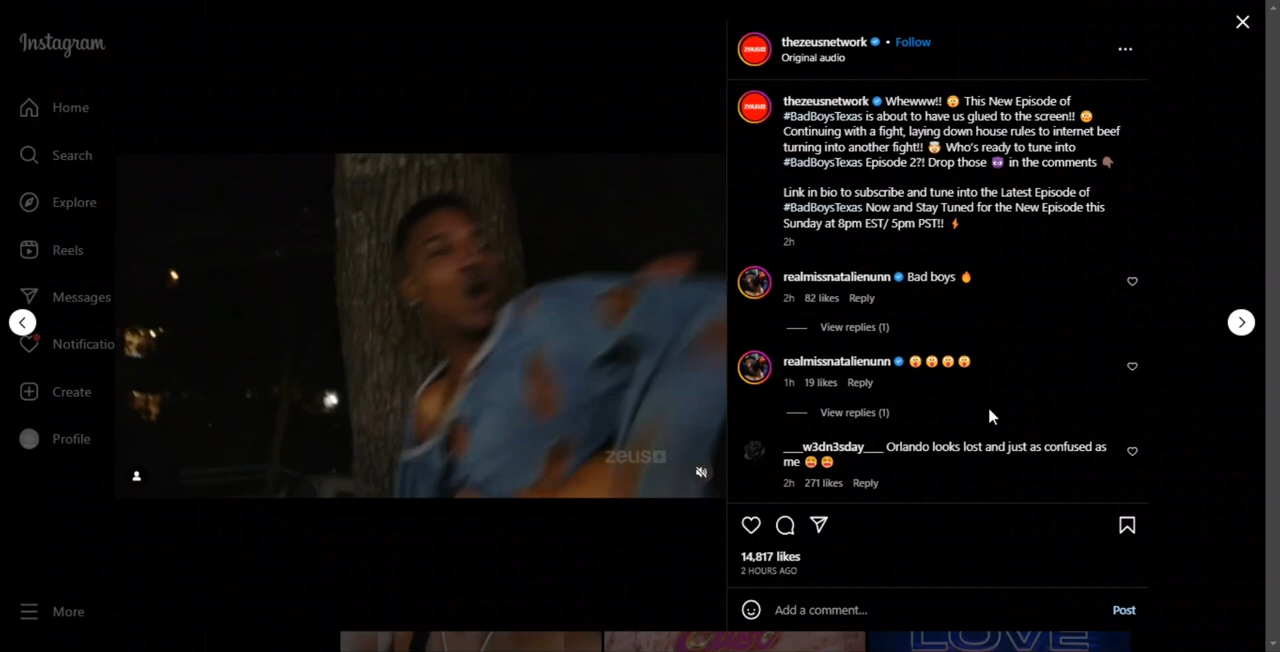 Instagram
Home
Search
Explore
Reels
Messages
Notificatio
Create
Profile
More
zeus+
zeus
thezeusnetwork • Follow
Original audio
zeus
thezeusnetwork Whewww!! 😳 This New Episode of
#BadBoysTexas is about to have us glued to the screen!! 😳
Continuing with a fight, laying down house rules to internet beef
turning into another fight!! 🤯 Who's ready to tune into
#BadBoysTexas Episode 2?! Drop those 😈 in the comments 👇🏾
Link in bio to subscribe and tune into the Latest Episode of
#BadBoysTexas Now and Stay Tuned for the New Episode this
Sunday at 8pm EST/ 5pm PST!! ⚡
2h
realmissnatalienunn Bad boys 🔥
2h 82 likes Reply
View replies (1)
realmissnatalienunn 😮😮😮😮
1h 19 likes Reply
View replies (1)
___w3dn3sday___ Orlando looks lost and just as confused as
me 😩😩
2h 271 likes Reply
14,817 likes
2 HOURS AGO
Add a comment...
Post
LOVE